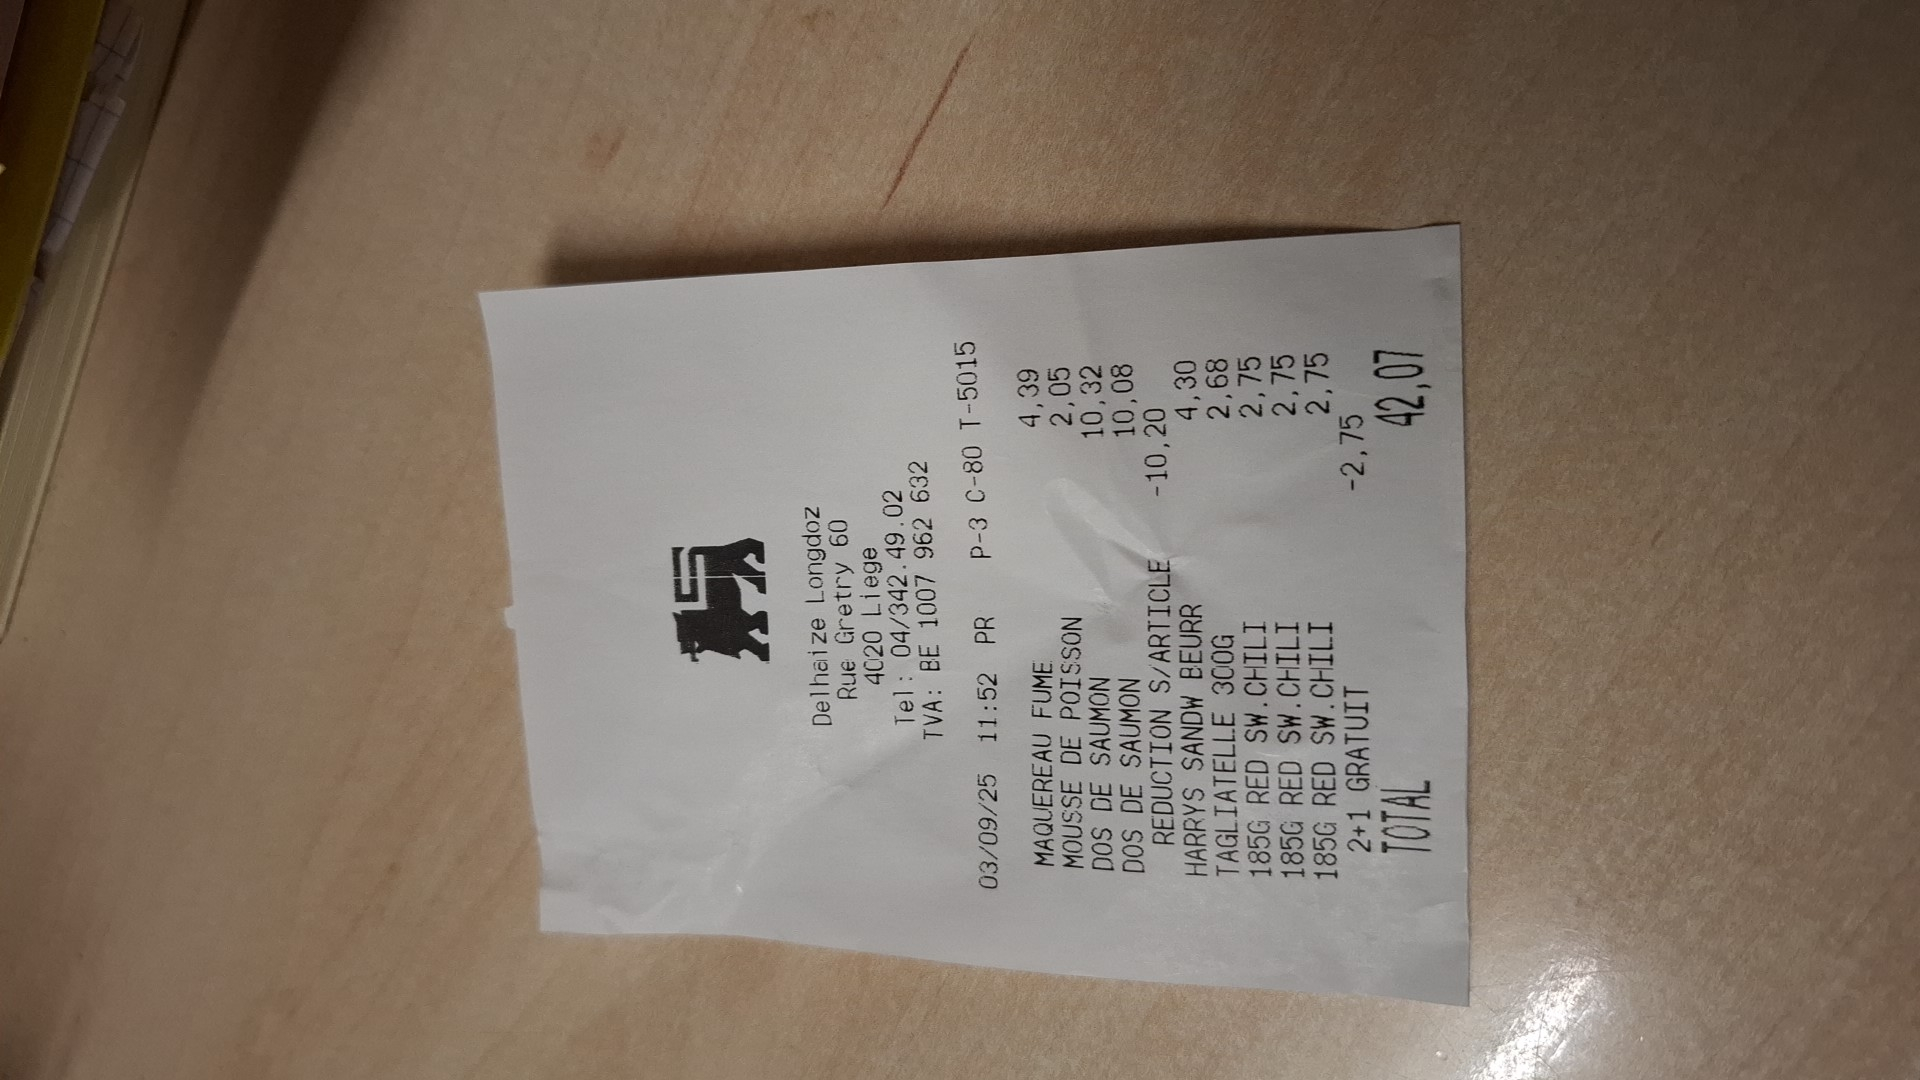 Delhaize Longdoz
Rue Gretry 60
4020 Liege
Tel: 04/342.49.02
TVA: BE 1007 962 632
03/09/25 11:52 PR P-3 C-80 T-5015
MAQUEREAU FUME 4,39
MOUSSE DE POISSON 2,05
DOS DE SAUMON 10,32
DOS DE SAUMON 10,08
REDUCTION S/ARTICLE -10,20
HARRYS SANDW BEURR 4,30
TAGLIATELLE 300G 2,68
185G RED SW.CHILI 2,75
185G RED SW.CHILI 2,75
185G RED SW.CHILI 2,75
2+1 GRATUIT -2,75
TOTAL 42,07